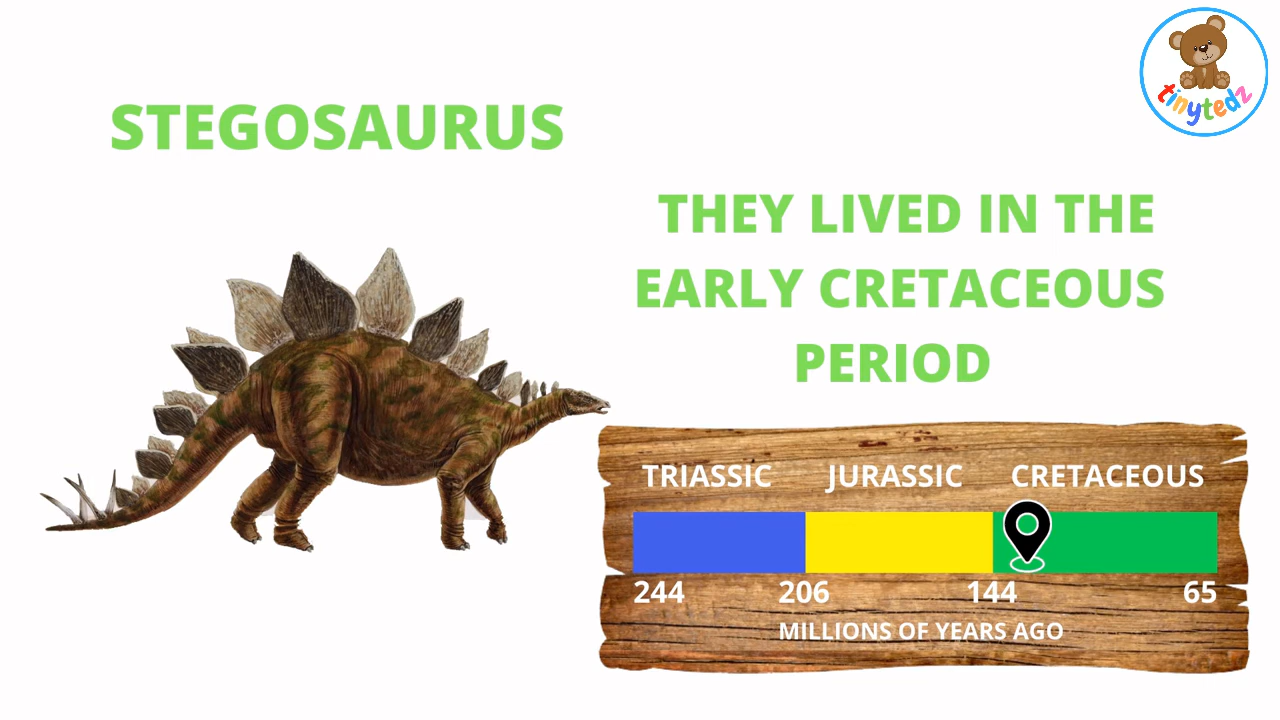 tinytedz
STEGOSAURUS
THEY LIVED IN THE
EARLY CRETACEOUS
PERIOD
TRIASSIC JURASSIC CRETACEOUS
244 206 144 65
MILLIONS OF YEARS AGO